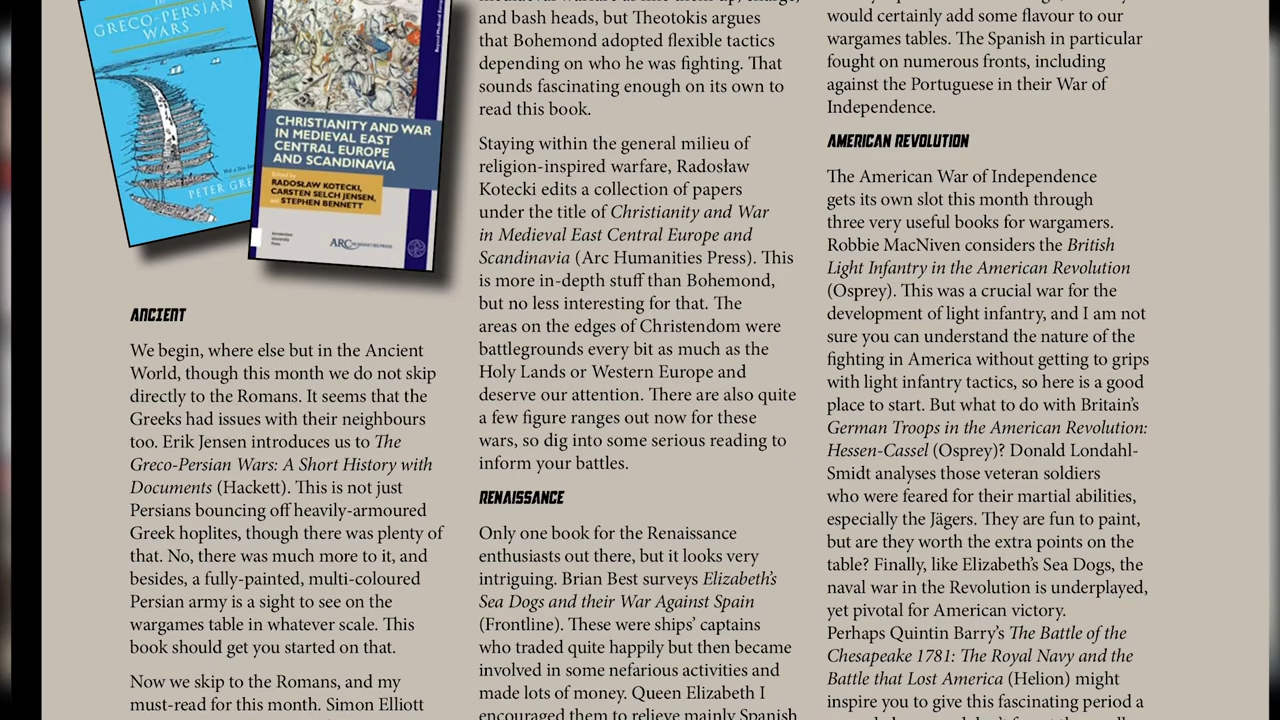 The
GRECO-PERSIAN
WARS
PETER GRE
CHRISTIANITY AND WAR
IN MEDIEVAL EAST
CENTRAL EUROPE
AND SCANDINAVIA
Edited by
RADOSŁAW KOTECKI,
CARSTEN SELCH JENSEN,
and STEPHEN BENNETT
ARC HUMANITIES PRESS
ANCIENT
We begin, where else but in the Ancient
World, though this month we do not skip
directly to the Romans. It seems that the
Greeks had issues with their neighbours
too. Erik Jensen introduces us to The
Greco-Persian Wars: A Short History with
Documents (Hackett). This is not just
Persians bouncing off heavily-armoured
Greek hoplites, though there was plenty of
that. No, there was much more to it, and
besides, a fully-painted, multi-coloured
Persian army is a sight to see on the
wargames table in whatever scale. This
book should get you started on that.
Now we skip to the Romans, and my
must-read for this month. Simon Elliott
and bash heads, but Theotokis argues
that Bohemond adopted flexible tactics
depending on who he was fighting. That
sounds fascinating enough on its own to
read this book.
Staying within the general milieu of
religion-inspired warfare, Radosław
Kotecki edits a collection of papers
under the title of Christianity and War
in Medieval East Central Europe and
Scandinavia (Arc Humanities Press). This
is more in-depth stuff than Bohemond,
but no less interesting for that. The
areas on the edges of Christendom were
battlegrounds every bit as much as the
Holy Lands or Western Europe and
deserve our attention. There are also quite
a few figure ranges out now for these
wars, so dig into some serious reading to
inform your battles.
RENAISSANCE
Only one book for the Renaissance
enthusiasts out there, but it looks very
intriguing. Brian Best surveys Elizabeth's
Sea Dogs and their War Against Spain
(Frontline). These were ships' captains
who traded quite happily but then became
involved in some nefarious activities and
made lots of money. Queen Elizabeth I
encouraged them to relieve mainly Spanish
would certainly add some flavour to our
wargames tables. The Spanish in particular
fought on numerous fronts, including
against the Portuguese in their War of
Independence.
AMERICAN REVOLUTION
The American War of Independence
gets its own slot this month through
three very useful books for wargamers.
Robbie MacNiven considers the British
Light Infantry in the American Revolution
(Osprey). This was a crucial war for the
development of light infantry, and I am not
sure you can understand the nature of the
fighting in America without getting to grips
with light infantry tactics, so here is a good
place to start. But what to do with Britain's
German Troops in the American Revolution:
Hessen-Cassel (Osprey)? Donald Londahl-
Smidt analyses those veteran soldiers
who were feared for their martial abilities,
especially the Jägers. They are fun to paint,
but are they worth the extra points on the
table? Finally, like Elizabeth's Sea Dogs, the
naval war in the Revolution is underplayed,
yet pivotal for American victory.
Perhaps Quintin Barry's The Battle of the
Chesapeake 1781: The Royal Navy and the
Battle that Lost America (Helion) might
inspire you to give this fascinating period a